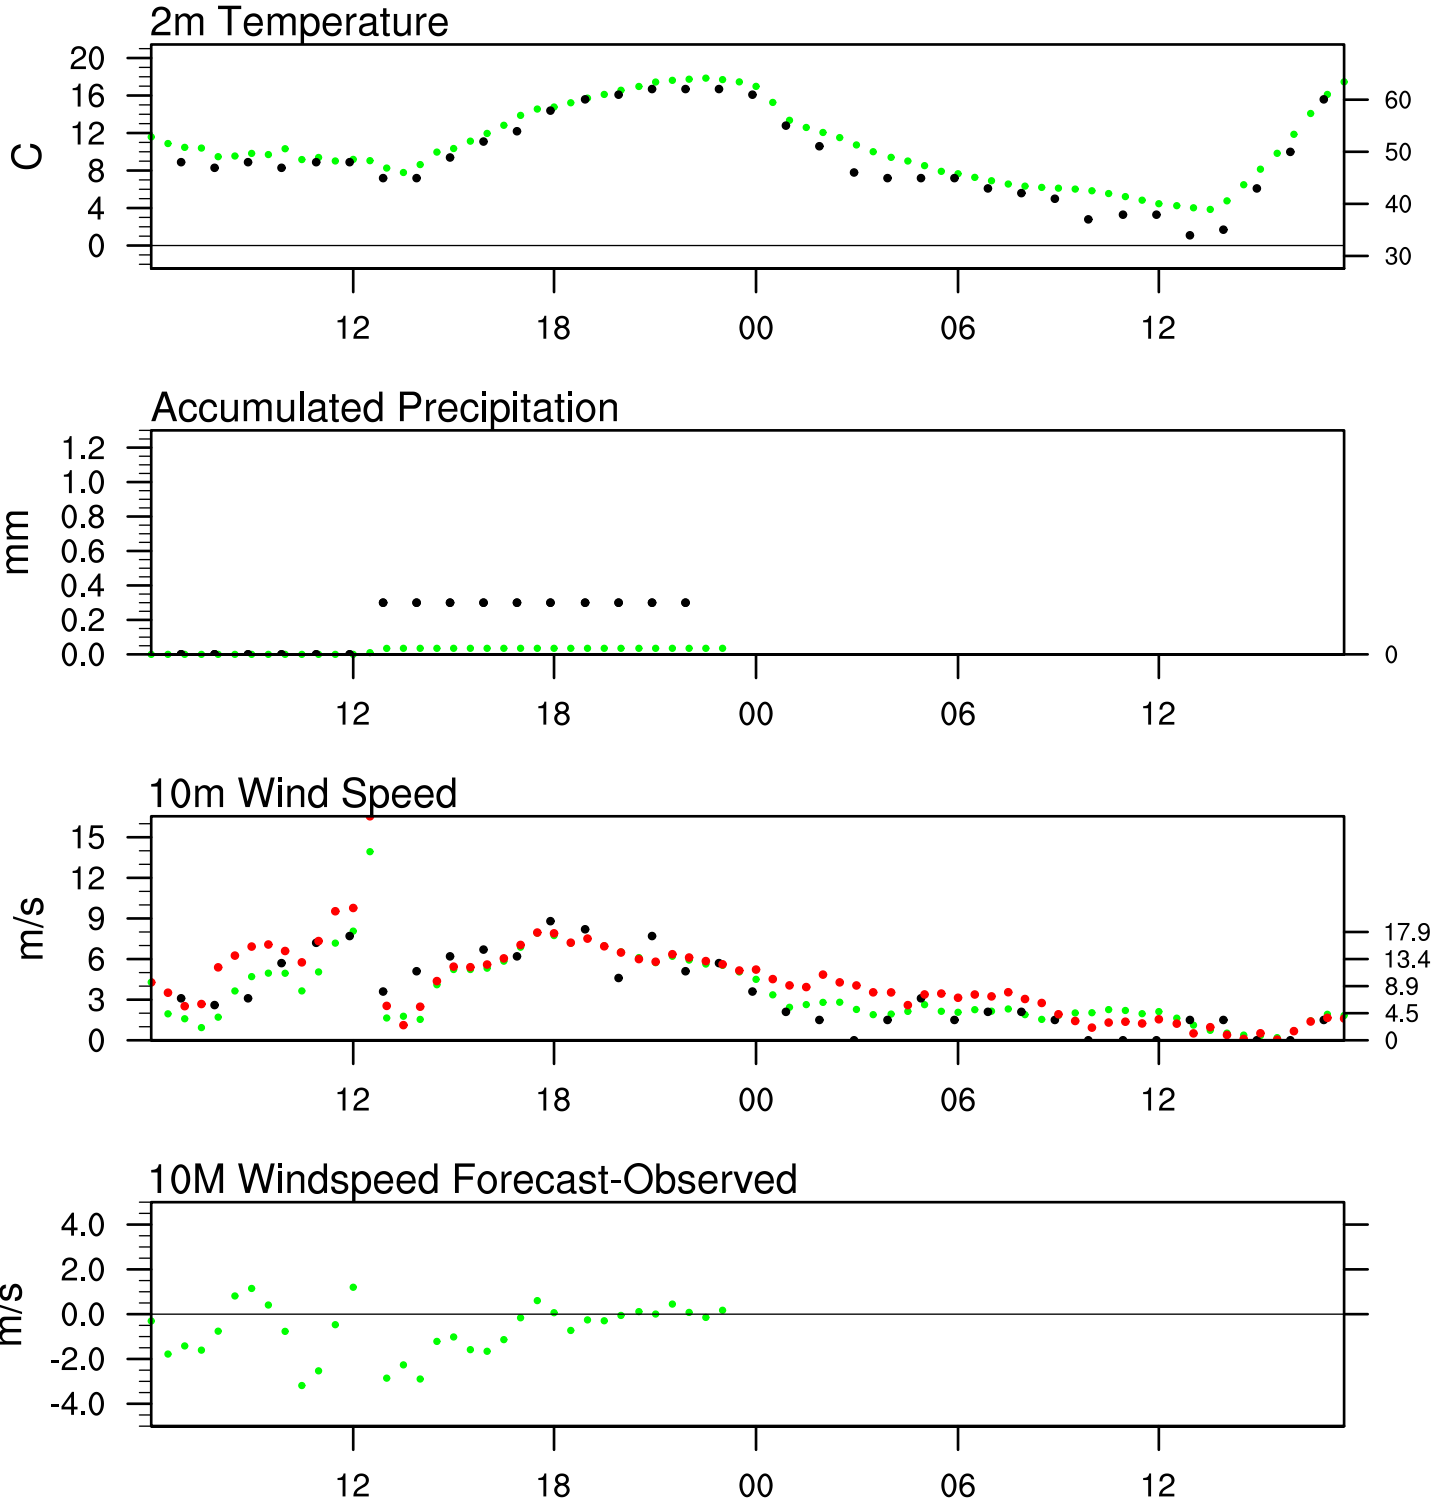 2m Temperature
C
20
16
12
8
4
0
60
50
40
30
12 18 00 06 12
Accumulated Precipitation
mm
1.2
1.0
0.8
0.6
0.4
0.2
0.0
0
12 18 00 06 12
10m Wind Speed
m/s
15
12
9
6
3
0
17.9
13.4
8.9
4.5
0
12 18 00 06 12
10M Windspeed Forecast-Observed
m/s
4.0
2.0
0.0
-2.0
-4.0
12 18 00 06 12